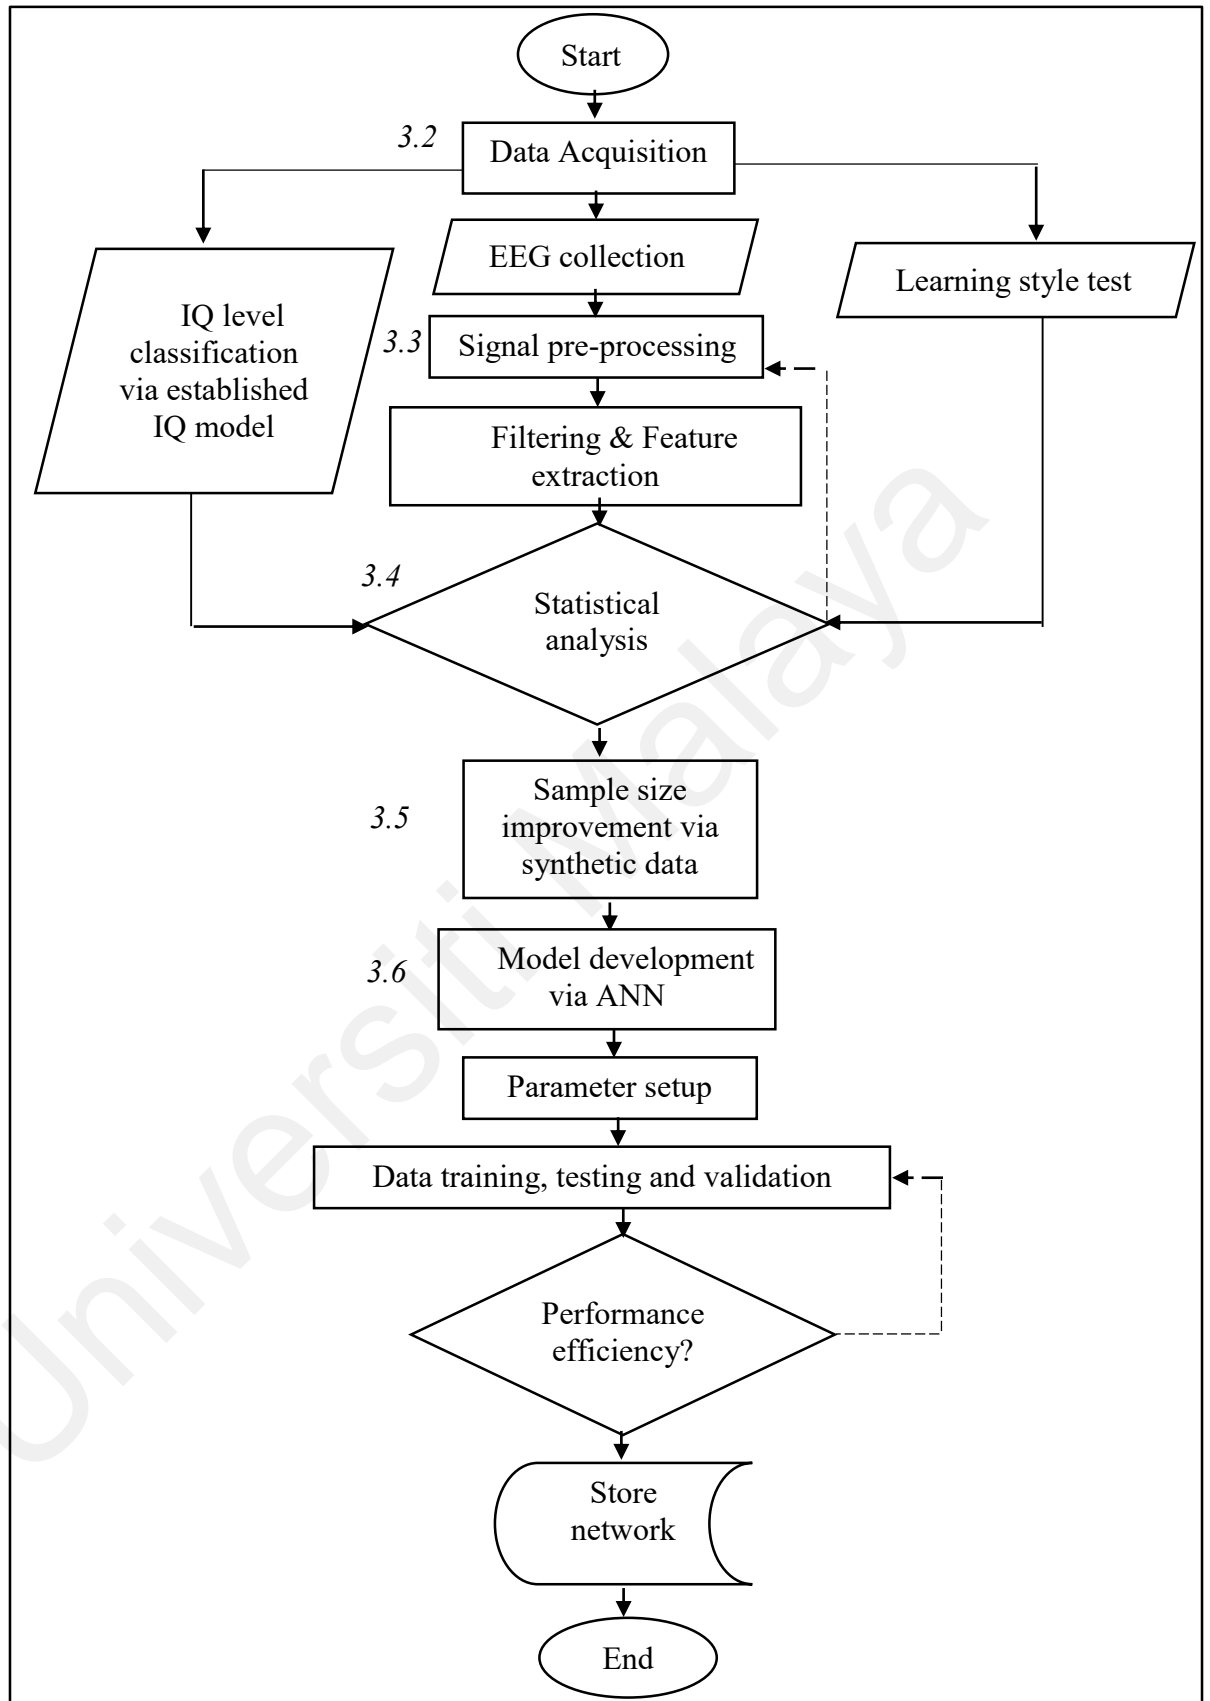 Start
3.2
Data Acquisition
EEG collection
Learning style test
IQ level
classification
via established
IQ model
3.3
Signal pre-processing
Filtering & Feature
extraction
3.4
Statistical
analysis
3.5
Sample size
improvement via
synthetic data
3.6
Model development
via ANN
Parameter setup
Data training, testing and validation
Performance
efficiency?
Store
network
End
Universiti Malaya